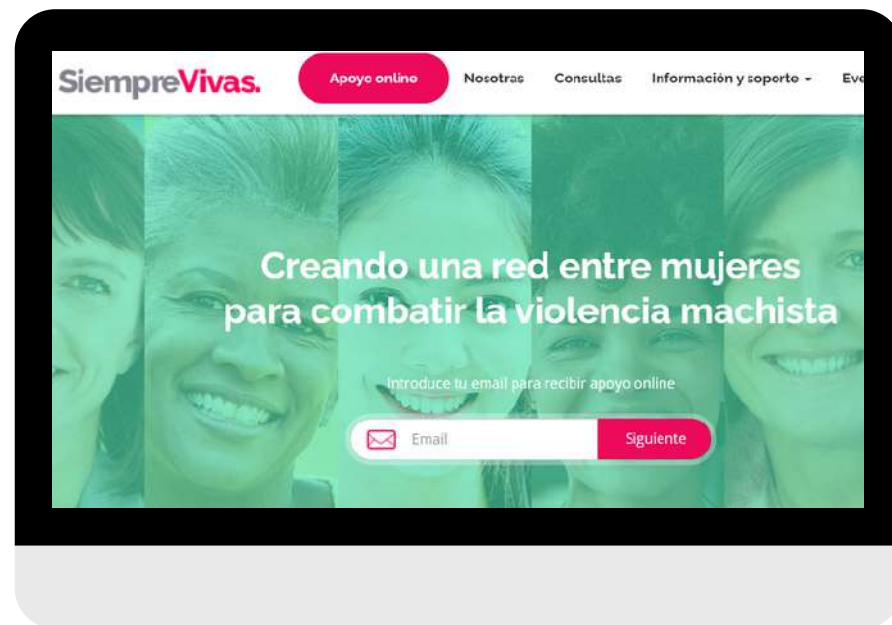 SiempreVivas.
Apoyo online
Nosotras
Consultas
Información y soporte
Eve
Creando una red entre mujeres
para combatir la violencia machista
Introduce tu email para recibir apoyo online
Email
Siguiente